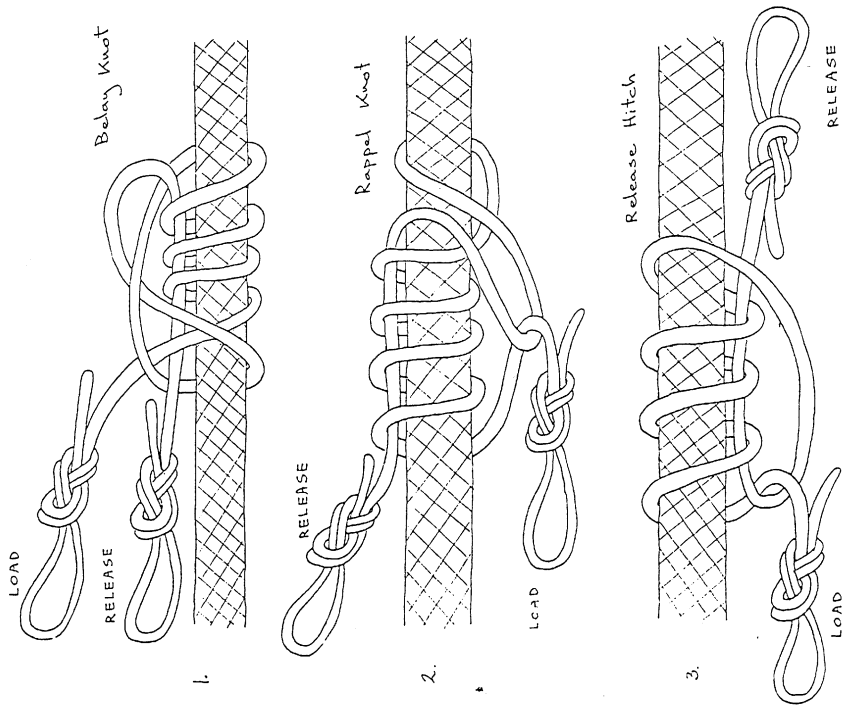 1.
Belay Knot
LOAD
RELEASE
2.
Rappel Knot
RELEASE
LOAD
3.
Release Hitch
RELEASE
LOAD